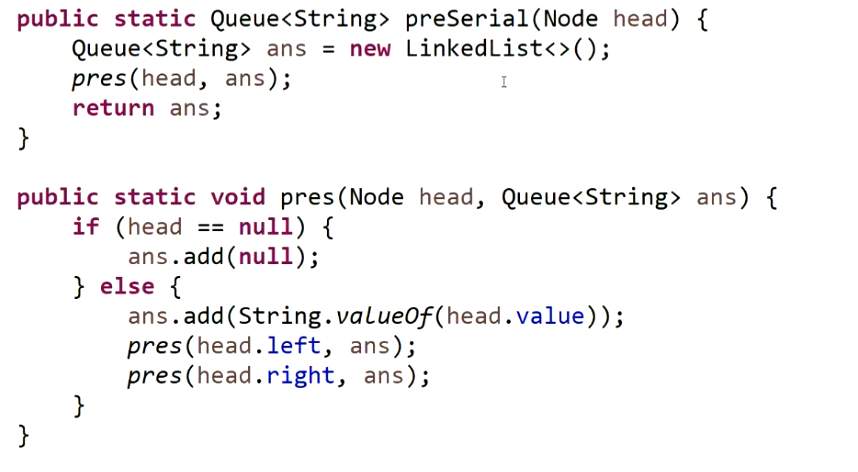 public static Queue<String> preSerial(Node head) {
    Queue<String> ans = new LinkedList<>();
    pres(head, ans);
    return ans;
}

public static void pres(Node head, Queue<String> ans) {
    if (head == null) {
        ans.add(null);
    } else {
        ans.add(String.valueOf(head.value));
        pres(head.left, ans);
        pres(head.right, ans);
    }
}